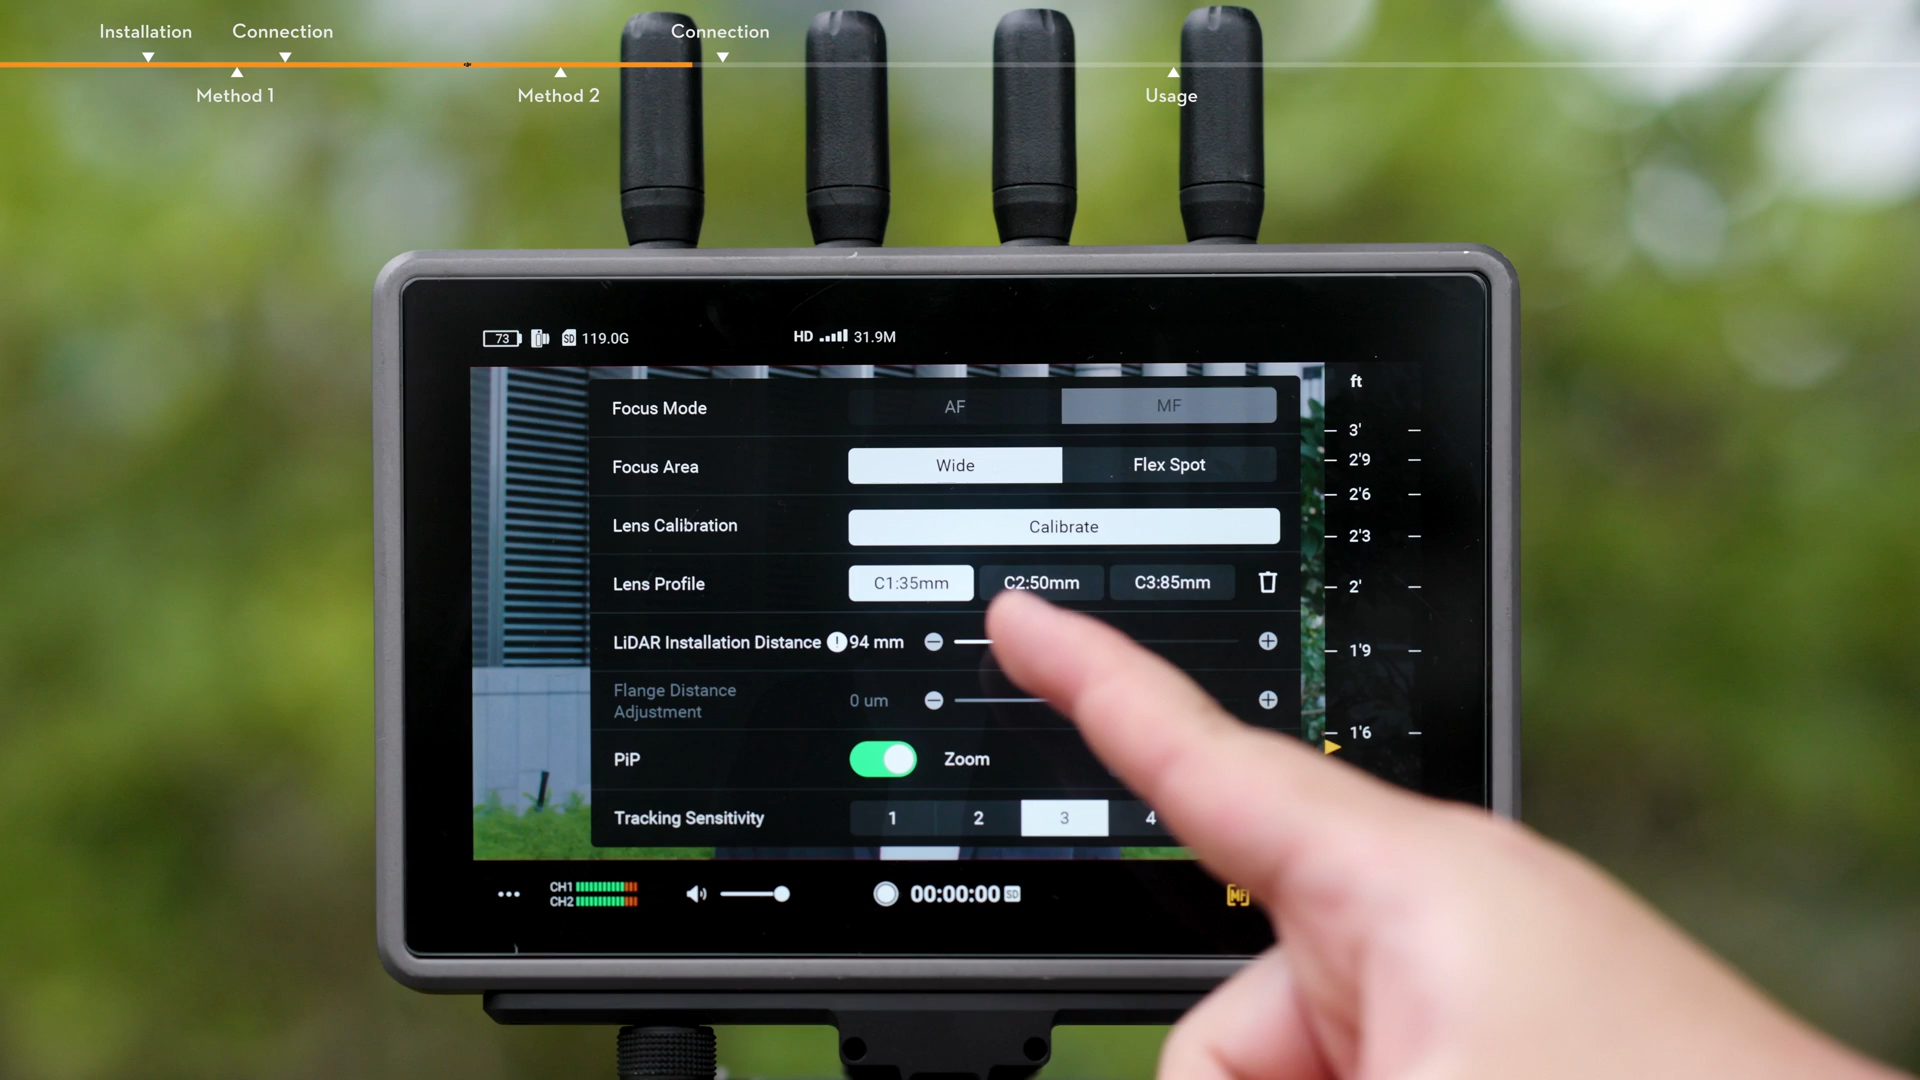 Installation
Connection
Connection
Method 1
Method 2
Usage
73
SD 119.0G
HD 31.9M
ft
Focus Mode AF MF
3'
2'9
Focus Area Wide Flex Spot
2'6
Lens Calibration Calibrate
2'3
Lens Profile C1:35mm C2:50mm C3:85mm
2'
LiDAR Installation Distance ! 94 mm
1'9
Flange Distance
Adjustment
0 um
1'6
PiP Zoom
Tracking Sensitivity 1 2 3 4
CH1
CH2
00:00:00 SD
MF